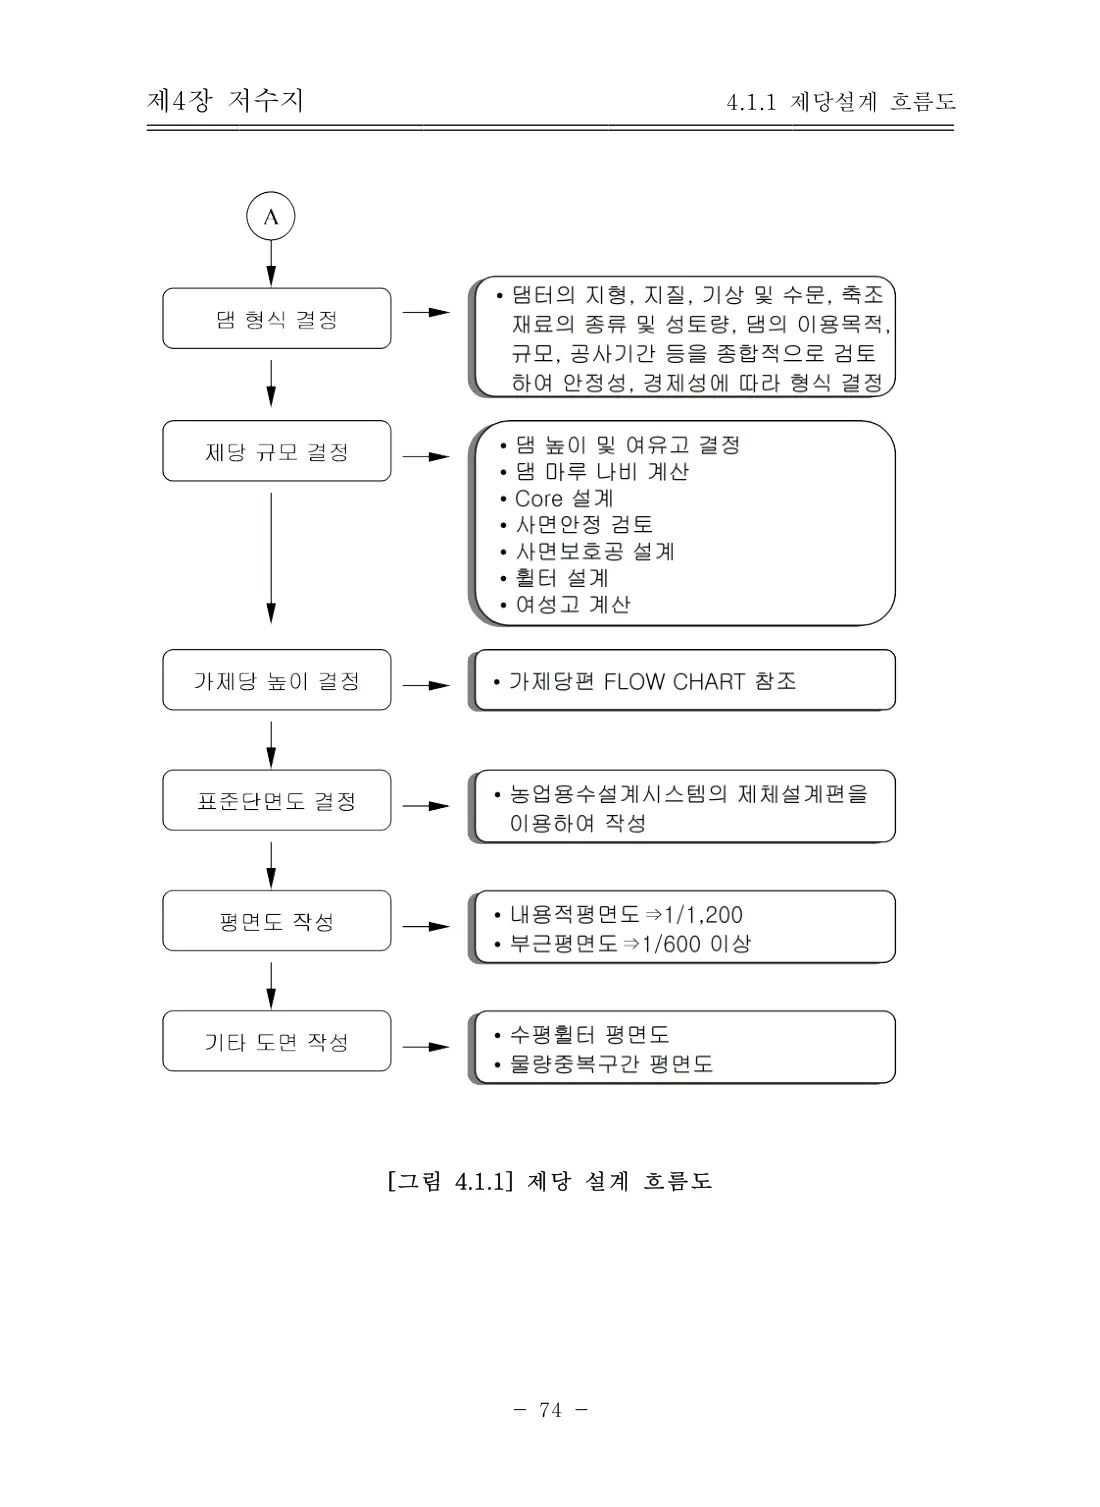 제4장 저수지
4.1.1 제당설계 흐름도
A
댐 형식 결정
• 댐터의 지형, 지질, 기상 및 수문, 축조
재료의 종류 및 성토량, 댐의 이용목적,
규모, 공사기간 등을 종합적으로 검토
하여 안정성, 경제성에 따라 형식 결정
제당 규모 결정
• 댐 높이 및 여유고 결정
• 댐 마루 나비 계산
• Core 설계
• 사면안정 검토
• 사면보호공 설계
• 휠터 설계
• 여성고 계산
가제당 높이 결정
• 가제당편 FLOW CHART 참조
표준단면도 결정
• 농업용수설계시스템의 제체설계편을
이용하여 작성
평면도 작성
• 내용적평면도⇒1/1,200
• 부근평면도⇒1/600 이상
기타 도면 작성
• 수평휠터 평면도
• 물량중복구간 평면도
[그림 4.1.1] 제당 설계 흐름도
- 74 -